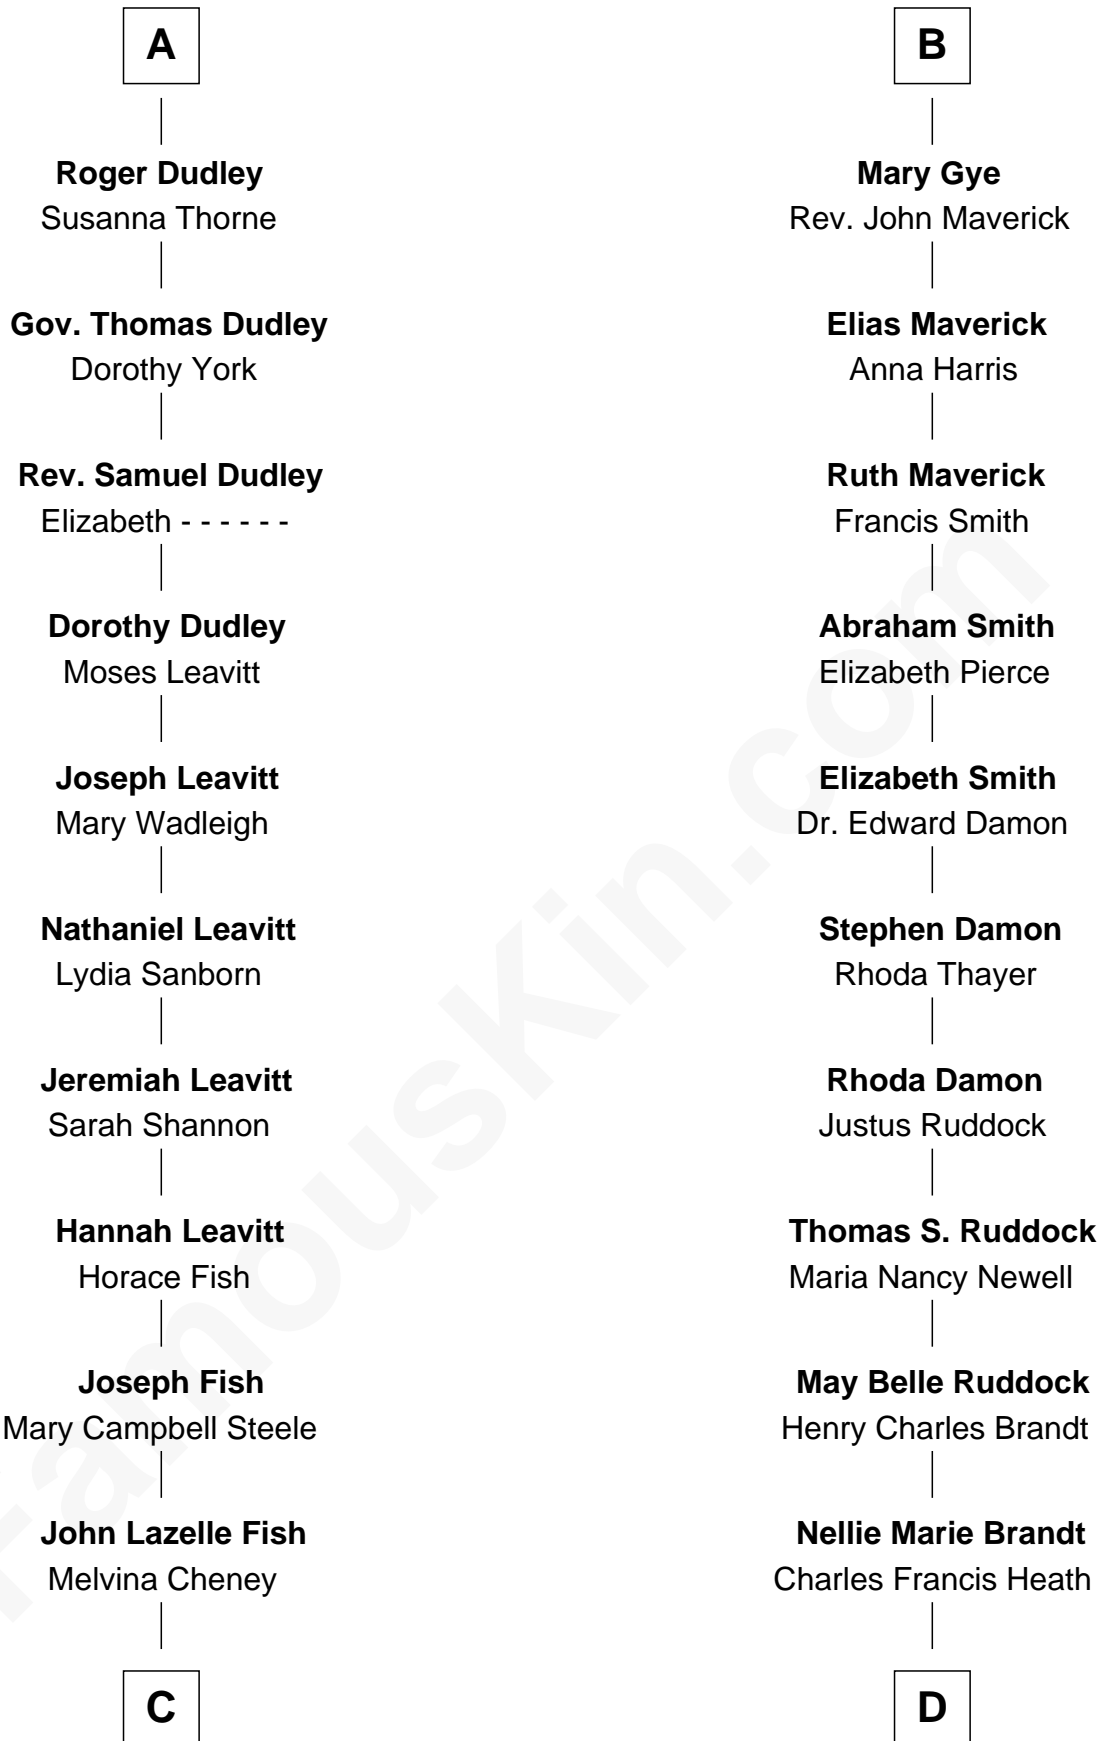 A
Roger Dudley
Susanna Thorne
Gov. Thomas Dudley
Dorothy York
Rev. Samuel Dudley
Elizabeth - - - - - -
Dorothy Dudley
Moses Leavitt
Joseph Leavitt
Mary Wadleigh
Nathaniel Leavitt
Lydia Sanborn
Jeremiah Leavitt
Sarah Shannon
Hannah Leavitt
Horace Fish
Joseph Fish
Mary Campbell Steele
John Lazelle Fish
Melvina Cheney
C
B
Mary Gye
Rev. John Maverick
Elias Maverick
Anna Harris
Ruth Maverick
Francis Smith
Abraham Smith
Elizabeth Pierce
Elizabeth Smith
Dr. Edward Damon
Stephen Damon
Rhoda Thayer
Rhoda Damon
Justus Ruddock
Thomas S. Ruddock
Maria Nancy Newell
May Belle Ruddock
Henry Charles Brandt
Nellie Marie Brandt
Charles Francis Heath
D
FamousKin.com